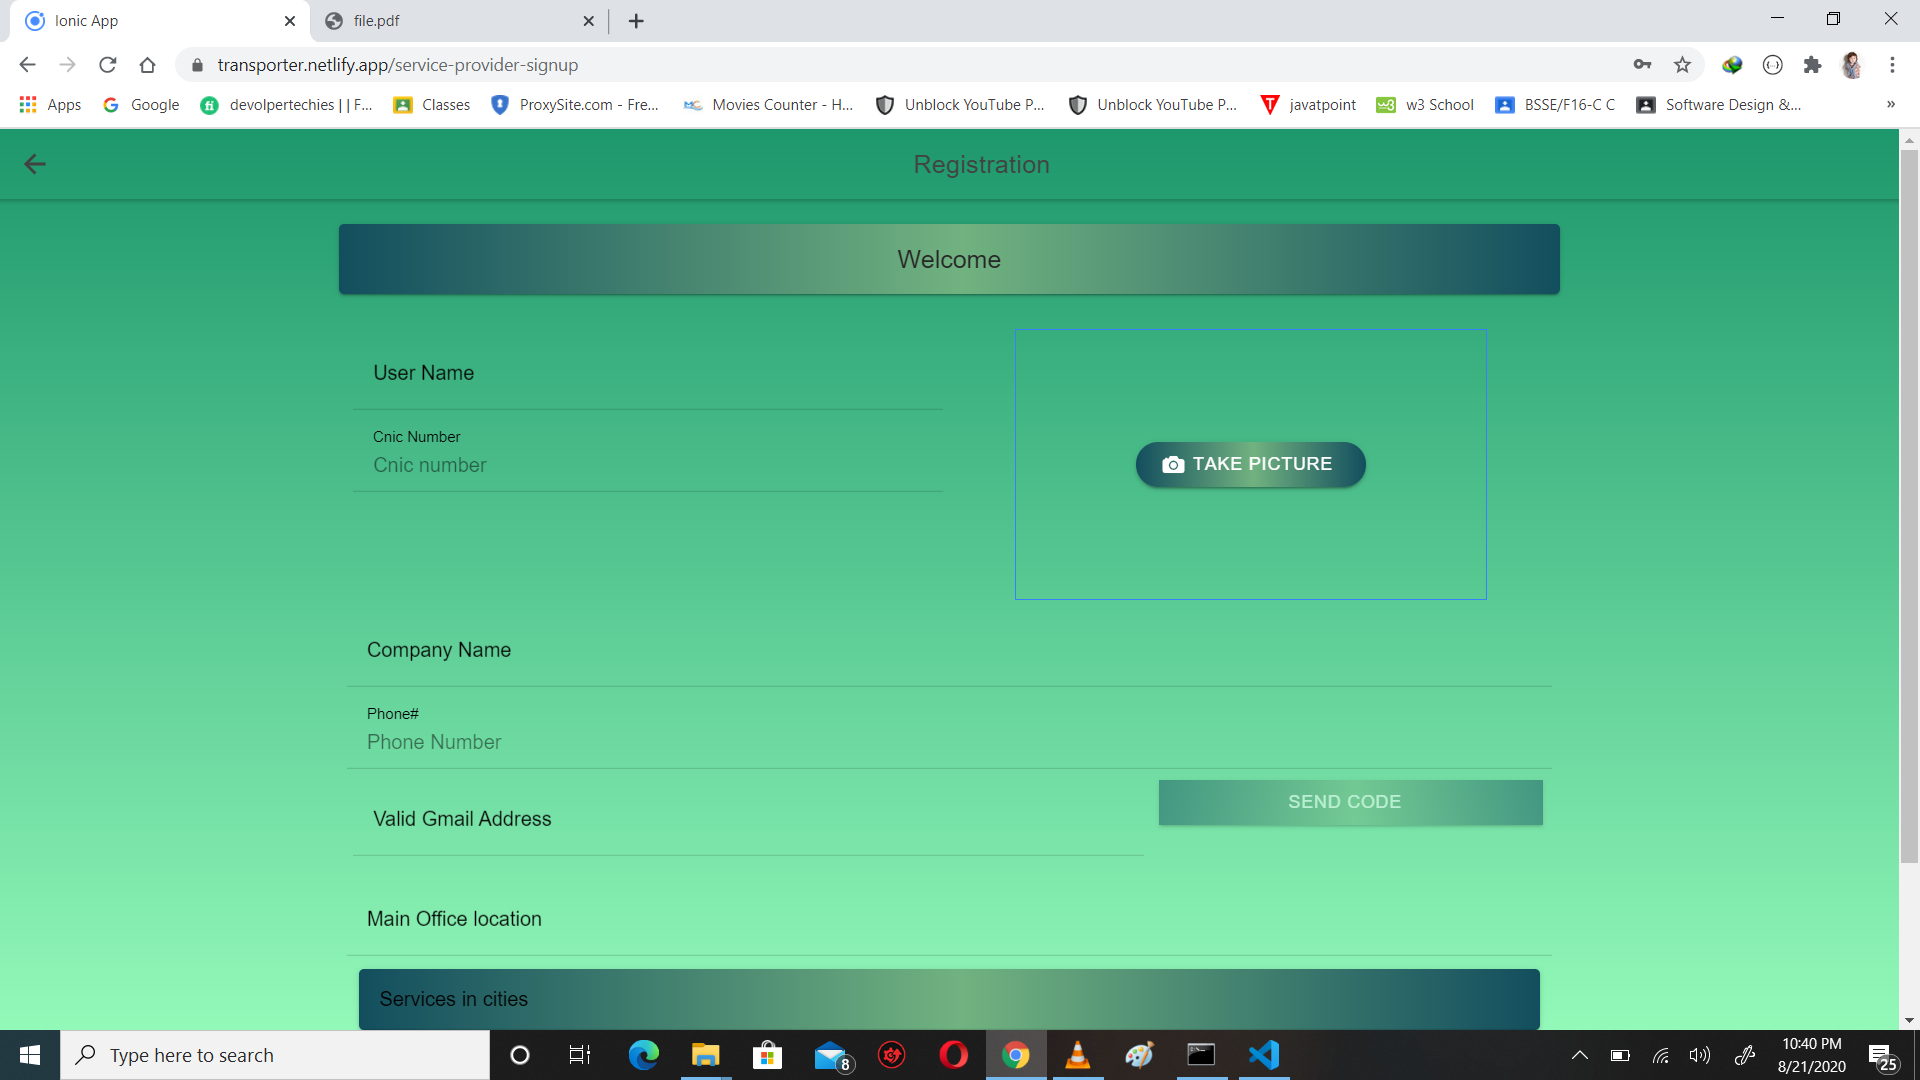 Ionic App
file.pdf
transporter.netlify.app/service-provider-signup
Apps
Google
devolpertechies || F...
Classes
ProxySite.com - Fre...
Movies Counter - H...
Unblock YouTube P...
Unblock YouTube P...
javatpoint
w3 School
BSSE/F16-C C
Software Design &...
»
Registration
Welcome
User Name
Cnic Number
Cnic number
TAKE PICTURE
Company Name
Phone#
Phone Number
Valid Gmail Address
SEND CODE
Main Office location
Services in cities
Type here to search
8
10:40 PM
8/21/2020
25